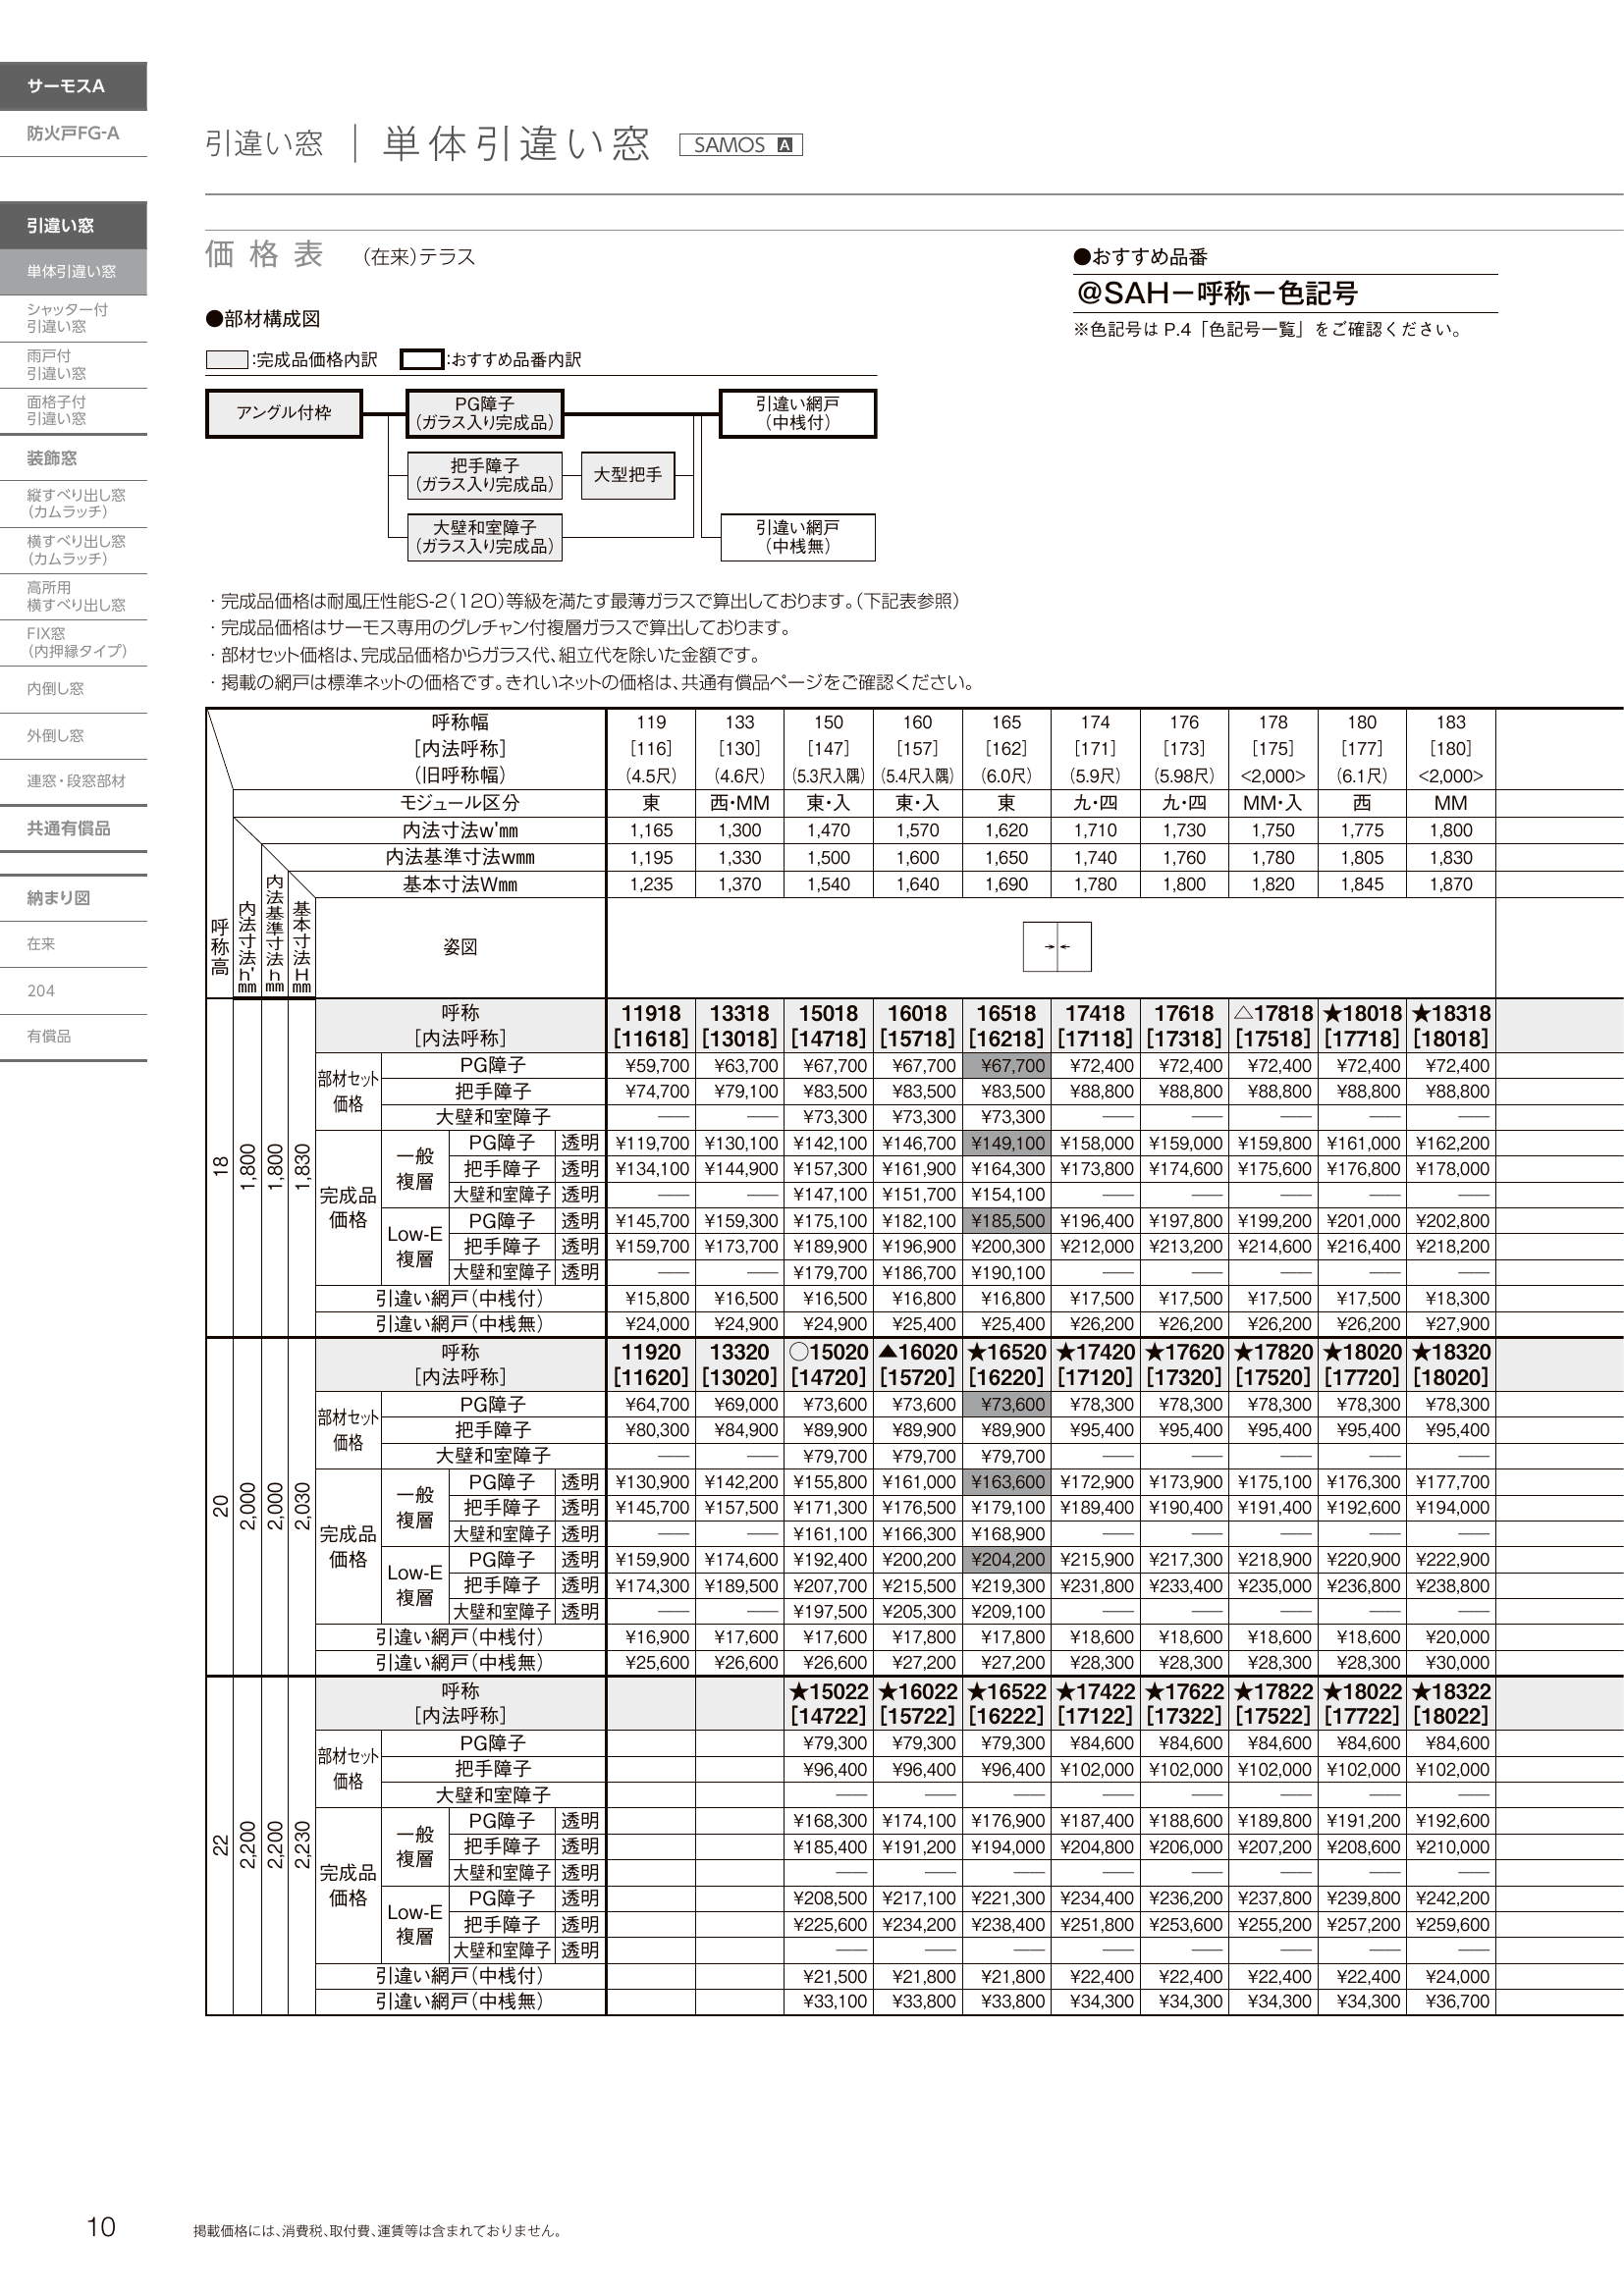 サーモスA
防火戸FG-A
引違い窓
単体引違い窓
シャッター付
引違い窓
雨戸付
引違い窓
面格子付
引違い窓
装飾窓
縦すべり出し窓
（カムラッチ）
横すべり出し窓
（カムラッチ）
高所用
横すべり出し窓
FIX窓
（内押縁タイプ）
内倒し窓
外倒し窓
連窓・段窓部材
共通有償品
納まり図
在来
204
有償品
引違い窓 | 単体引違い窓 SAMOS A
価格表 （在来）テラス
●おすすめ品番
@SAH－呼称－色記号
※色記号は P.4「色記号一覧」をご確認ください。
●部材構成図
:完成品価格内訳 :おすすめ品番内訳
アングル付枠
PG障子
（ガラス入り完成品）
引違い網戸
（中桟付）
把手障子
（ガラス入り完成品）
大型把手
大壁和室障子
（ガラス入り完成品）
引違い網戸
（中桟無）
・完成品価格は耐風圧性能S-2（120）等級を満たす最薄ガラスで算出しております。（下記表参照）
・完成品価格はサーモス専用のグレチャン付複層ガラスで算出しております。
・部材セット価格は、完成品価格からガラス代、組立代を除いた金額です。
・掲載の網戸は標準ネットの価格です。きれいネットの価格は、共通有償品ページをご確認ください。
呼称幅 119 133 150 160 165 174 176 178 180 183
［内法呼称］ [116] [130] [147] [157] [162] [171] [173] [175] [177] [180]
（旧呼称幅） （4.5尺） （4.6尺） （5.3尺入隅） （5.4尺入隅） （6.0尺） （5.9尺） （5.98尺） <2,000> （6.1尺） <2,000>
モジュール区分 東 西・MM 東・入 東・入 東 九・四 九・四 MM・入 西 MM
内法寸法w'mm 1,165 1,300 1,470 1,570 1,620 1,710 1,730 1,750 1,775 1,800
内法基準寸法wmm 1,195 1,330 1,500 1,600 1,650 1,740 1,760 1,780 1,805 1,830
基本寸法Wmm 1,235 1,370 1,540 1,640 1,690 1,780 1,800 1,820 1,845 1,870
呼称高 内法寸法h'mm 内法基準寸法hmm 基本寸法Hmm 姿図
18 1,800 1,800 1,830
呼称 11918 13318 15018 16018 16518 17418 17618 △17818 ★18018 ★18318
［内法呼称］ [11618] [13018] [14718] [15718] [16218] [17118] [17318] [17518] [17718] [18018]
部材セット価格 PG障子 ¥59,700 ¥63,700 ¥67,700 ¥67,700 ¥67,700 ¥72,400 ¥72,400 ¥72,400 ¥72,400 ¥72,400
把手障子 ¥74,700 ¥79,100 ¥83,500 ¥83,500 ¥83,500 ¥88,800 ¥88,800 ¥88,800 ¥88,800 ¥88,800
大壁和室障子 —— —— ¥73,300 ¥73,300 ¥73,300 —— —— —— —— ——
完成品価格 一般複層 PG障子 透明 ¥119,700 ¥130,100 ¥142,100 ¥146,700 ¥149,100 ¥158,000 ¥159,000 ¥159,800 ¥161,000 ¥162,200
把手障子 透明 ¥134,100 ¥144,900 ¥157,300 ¥161,900 ¥164,300 ¥173,800 ¥174,600 ¥175,600 ¥176,800 ¥178,000
大壁和室障子 透明 —— —— ¥147,100 ¥151,700 ¥154,100 —— —— —— —— ——
Low-E複層 PG障子 透明 ¥145,700 ¥159,300 ¥175,100 ¥182,100 ¥185,500 ¥196,400 ¥197,800 ¥199,200 ¥201,000 ¥202,800
把手障子 透明 ¥159,700 ¥173,700 ¥189,900 ¥196,900 ¥200,300 ¥212,000 ¥213,200 ¥214,600 ¥216,400 ¥218,200
大壁和室障子 透明 —— —— ¥179,700 ¥186,700 ¥190,100 —— —— —— —— ——
引違い網戸（中桟付） ¥15,800 ¥16,500 ¥16,500 ¥16,800 ¥16,800 ¥17,500 ¥17,500 ¥17,500 ¥17,500 ¥18,300
引違い網戸（中桟無） ¥24,000 ¥24,900 ¥24,900 ¥25,400 ¥25,400 ¥26,200 ¥26,200 ¥26,200 ¥26,200 ¥27,900
20 2,000 2,000 2,030
呼称 11920 13320 ○15020 ▲16020 ★16520 ★17420 ★17620 ★17820 ★18020 ★18320
［内法呼称］ [11620] [13020] [14720] [15720] [16220] [17120] [17320] [17520] [17720] [18020]
部材セット価格 PG障子 ¥64,700 ¥69,000 ¥73,600 ¥73,600 ¥73,600 ¥78,300 ¥78,300 ¥78,300 ¥78,300 ¥78,300
把手障子 ¥80,300 ¥84,900 ¥89,900 ¥89,900 ¥89,900 ¥95,400 ¥95,400 ¥95,400 ¥95,400 ¥95,400
大壁和室障子 —— —— ¥79,700 ¥79,700 ¥79,700 —— —— —— —— ——
完成品価格 一般複層 PG障子 透明 ¥130,900 ¥142,200 ¥155,800 ¥161,000 ¥163,600 ¥172,900 ¥173,900 ¥175,100 ¥176,300 ¥177,700
把手障子 透明 ¥145,700 ¥157,500 ¥171,300 ¥176,500 ¥179,100 ¥189,400 ¥190,400 ¥191,400 ¥192,600 ¥194,000
大壁和室障子 透明 —— —— ¥161,100 ¥166,300 ¥168,900 —— —— —— —— ——
Low-E複層 PG障子 透明 ¥159,900 ¥174,600 ¥192,400 ¥200,200 ¥204,200 ¥215,900 ¥217,300 ¥218,900 ¥220,900 ¥222,900
把手障子 透明 ¥174,300 ¥189,500 ¥207,700 ¥215,500 ¥219,300 ¥231,800 ¥233,400 ¥235,000 ¥236,800 ¥238,800
大壁和室障子 透明 —— —— ¥197,500 ¥205,300 ¥209,100 —— —— —— —— ——
引違い網戸（中桟付） ¥16,900 ¥17,600 ¥17,600 ¥17,800 ¥17,800 ¥18,600 ¥18,600 ¥18,600 ¥18,600 ¥20,000
引違い網戸（中桟無） ¥25,600 ¥26,600 ¥26,600 ¥27,200 ¥27,200 ¥28,300 ¥28,300 ¥28,300 ¥28,300 ¥30,000
22 2,200 2,200 2,230
呼称 ★15022 ★16022 ★16522 ★17422 ★17622 ★17822 ★18022 ★18322
［内法呼称］ [14722] [15722] [16222] [17122] [17322] [17522] [17722] [18022]
部材セット価格 PG障子 ¥79,300 ¥79,300 ¥79,300 ¥84,600 ¥84,600 ¥84,600 ¥84,600 ¥84,600
把手障子 ¥96,400 ¥96,400 ¥96,400 ¥102,000 ¥102,000 ¥102,000 ¥102,000 ¥102,000
大壁和室障子 —— —— —— —— —— —— —— ——
完成品価格 一般複層 PG障子 透明 ¥168,300 ¥174,100 ¥176,900 ¥187,400 ¥188,600 ¥189,800 ¥191,200 ¥192,600
把手障子 透明 ¥185,400 ¥191,200 ¥194,000 ¥204,800 ¥206,000 ¥207,200 ¥208,600 ¥210,000
大壁和室障子 透明 —— —— —— —— —— —— —— ——
Low-E複層 PG障子 透明 ¥208,500 ¥217,100 ¥221,300 ¥234,400 ¥236,200 ¥237,800 ¥239,800 ¥242,200
把手障子 透明 ¥225,600 ¥234,200 ¥238,400 ¥251,800 ¥253,600 ¥255,200 ¥257,200 ¥259,600
大壁和室障子 透明 —— —— —— —— —— —— —— ——
引違い網戸（中桟付） ¥21,500 ¥21,800 ¥21,800 ¥22,400 ¥22,400 ¥22,400 ¥22,400 ¥24,000
引違い網戸（中桟無） ¥33,100 ¥33,800 ¥33,800 ¥34,300 ¥34,300 ¥34,300 ¥34,300 ¥36,700
10
掲載価格には、消費税、取付費、運賃等は含まれておりません。